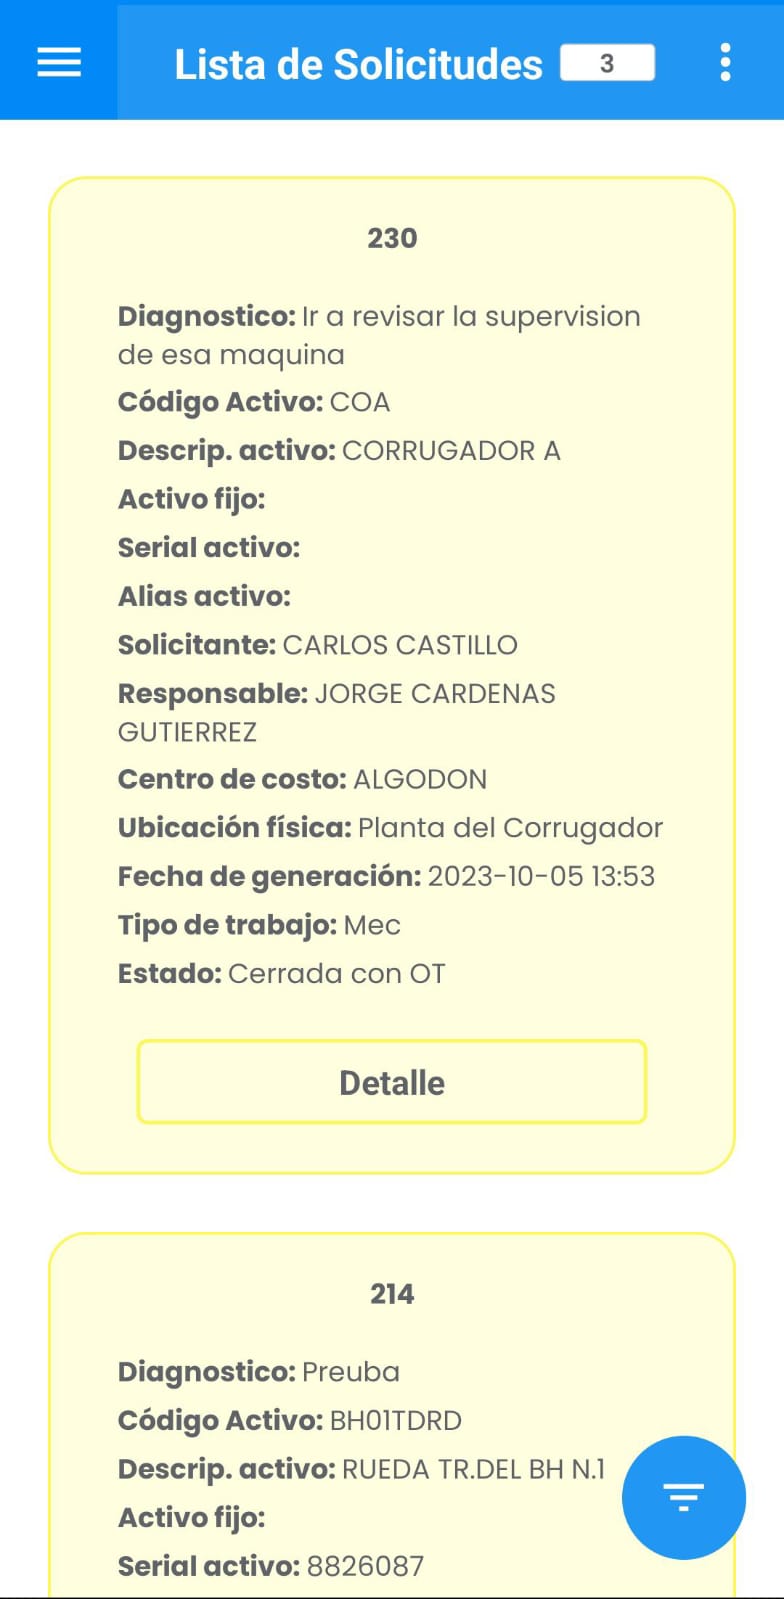 Lista de Solicitudes 3
230
Diagnostico: Ir a revisar la supervision
de esa maquina
Código Activo: COA
Descrip. activo: CORRUGADOR A
Activo fijo:
Serial activo:
Alias activo:
Solicitante: CARLOS CASTILLO
Responsable: JORGE CARDENAS
GUTIERREZ
Centro de costo: ALGODON
Ubicación física: Planta del Corrugador
Fecha de generación: 2023-10-05 13:53
Tipo de trabajo: Mec
Estado: Cerrada con OT
Detalle
214
Diagnostico: Preuba
Código Activo: BH01TDRD
Descrip. activo: RUEDA TR.DEL BH N.1
Activo fijo:
Serial activo: 8826087